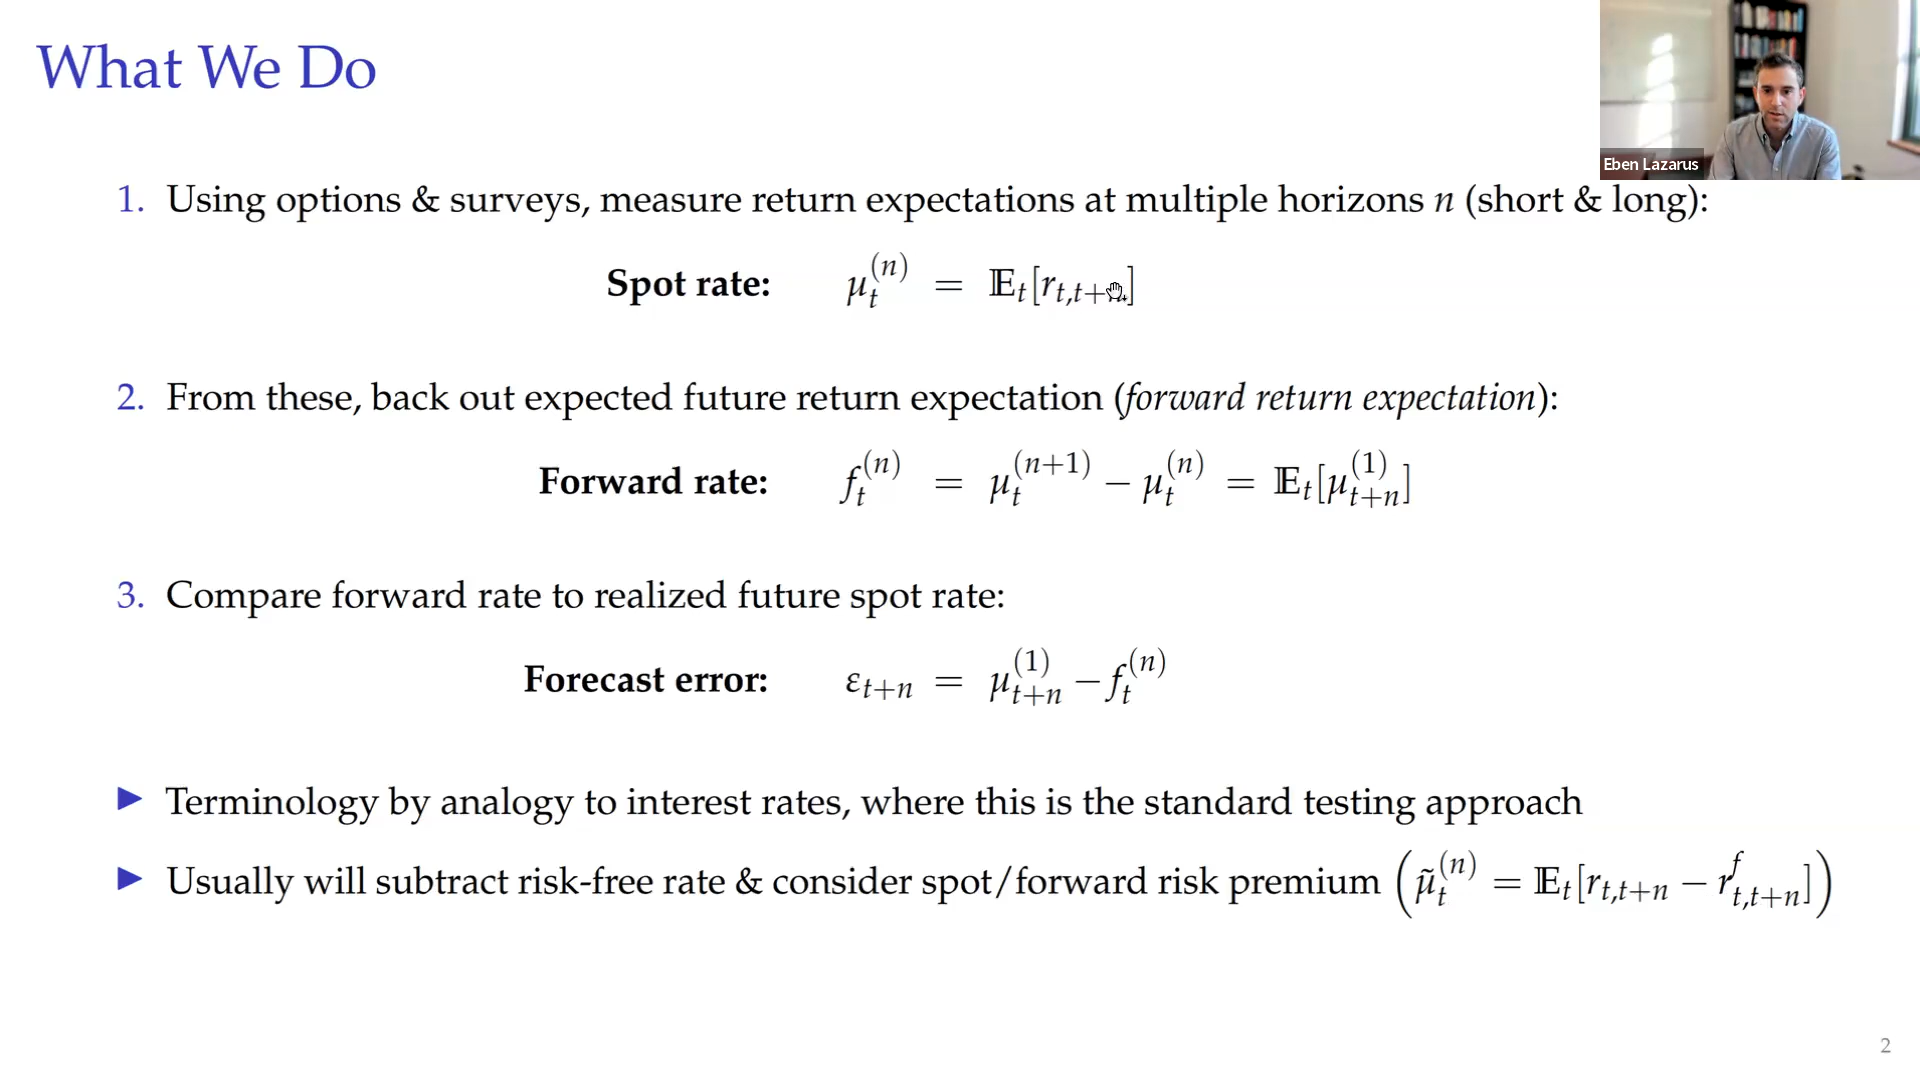 What We Do
Eben Lazarus
1. Using options & surveys, measure return expectations at multiple horizons n (short & long):
Spot rate: μ_t^{(n)} = 𝔼_t[r_{t,t+n}]
2. From these, back out expected future return expectation (forward return expectation):
Forward rate: f_t^{(n)} = μ_t^{(n+1)} − μ_t^{(n)} = 𝔼_t[μ_{t+n}^{(1)}]
3. Compare forward rate to realized future spot rate:
Forecast error: ε_{t+n} = μ_{t+n}^{(1)} − f_t^{(n)}
▶ Terminology by analogy to interest rates, where this is the standard testing approach
▶ Usually will subtract risk-free rate & consider spot/forward risk premium (μ̃_t^{(n)} = 𝔼_t[r_{t,t+n} − r_{t,t+n}^f])
2